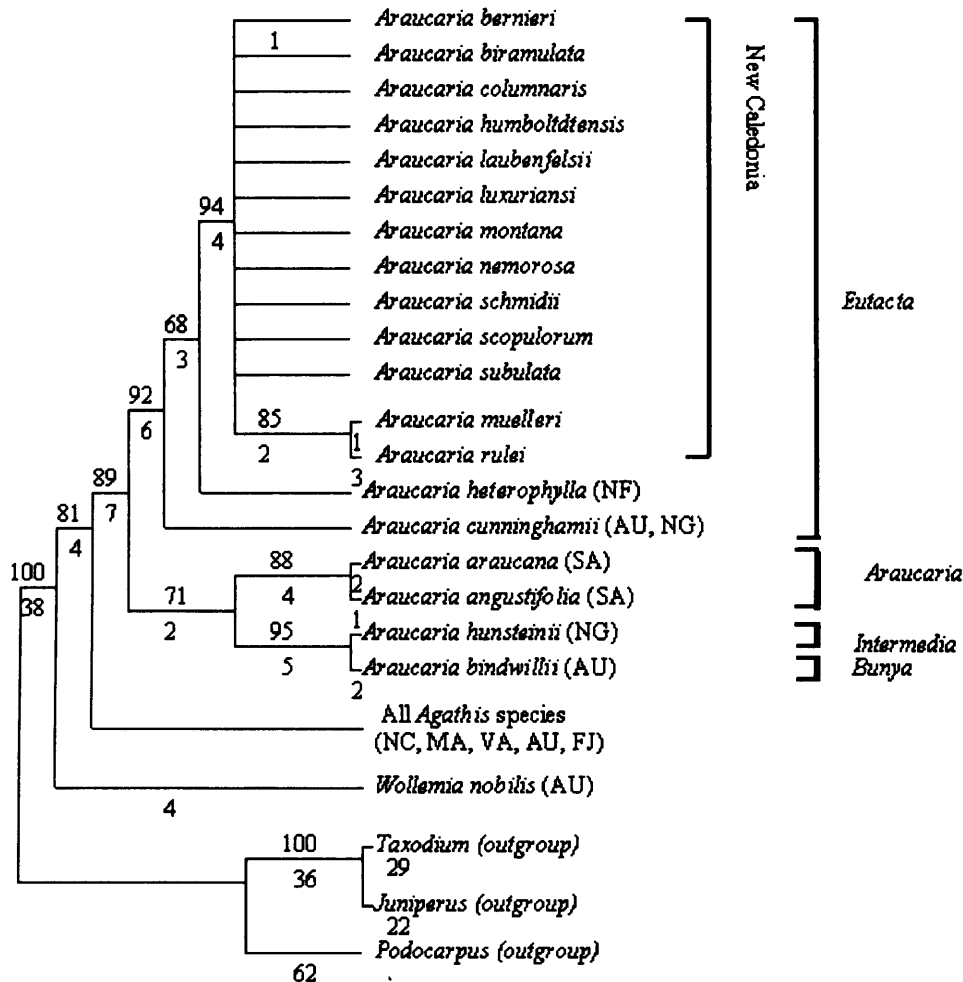 Araucaria bernieri
1
Araucaria biramulata
Araucaria columnaris
Araucaria humboltdtensis
Araucaria laubenfelsii
Araucaria luxuriansi
94
Araucaria montana
4
Araucaria nemorosa
Araucaria schmidii
68
Araucaria scopulorum
3
Araucaria subulata
New Caledonia
Eutacta
92
85
Araucaria muelleri
6
2
1
Araucaria rulei
3
89
Araucaria heterophylla (NF)
81
7
Araucaria cunninghamii (AU, NG)
4
88
Araucaria araucana (SA)
Araucaria
100
2
38
71
4
Araucaria angustifolia (SA)
1
2
95
Araucaria hunsteinii (NG)
Intermedia
5
Araucaria bindwillii (AU)
Bunya
2
All Agathis species
(NC, MA, VA, AU, FJ)
Wollemia nobilis (AU)
4
100
Taxodium (outgroup)
36
29
Juniperus (outgroup)
22
Podocarpus (outgroup)
62